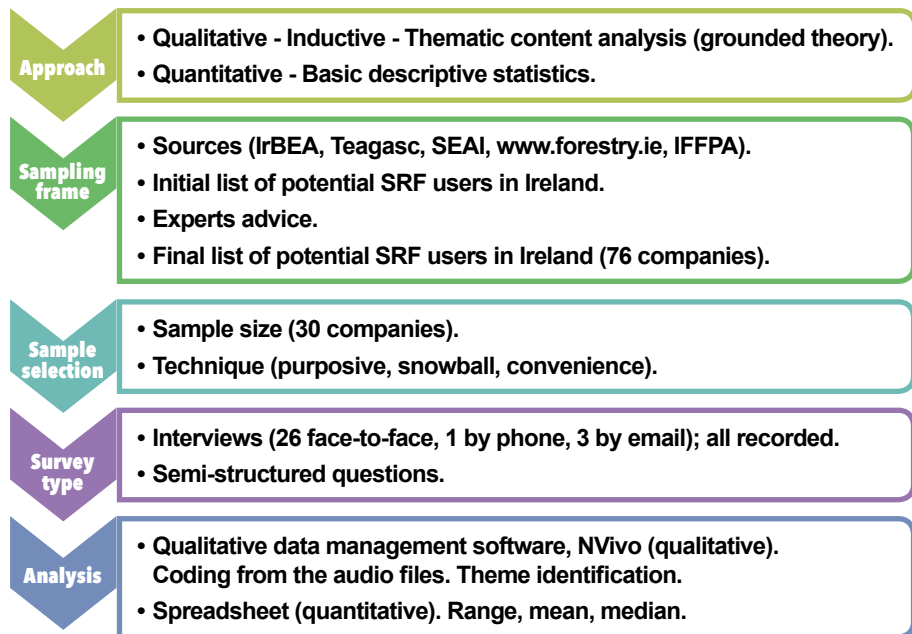 Approach
• Qualitative - Inductive - Thematic content analysis (grounded theory).
• Quantitative - Basic descriptive statistics.
Sampling
frame
• Sources (IrBEA, Teagasc, SEAI, www.forestry.ie, IFFPA).
• Initial list of potential SRF users in Ireland.
• Experts advice.
• Final list of potential SRF users in Ireland (76 companies).
Sample
selection
• Sample size (30 companies).
• Technique (purposive, snowball, convenience).
Survey
type
• Interviews (26 face-to-face, 1 by phone, 3 by email); all recorded.
• Semi-structured questions.
Analysis
• Qualitative data management software, NVivo (qualitative).
Coding from the audio files. Theme identification.
• Spreadsheet (quantitative). Range, mean, median.